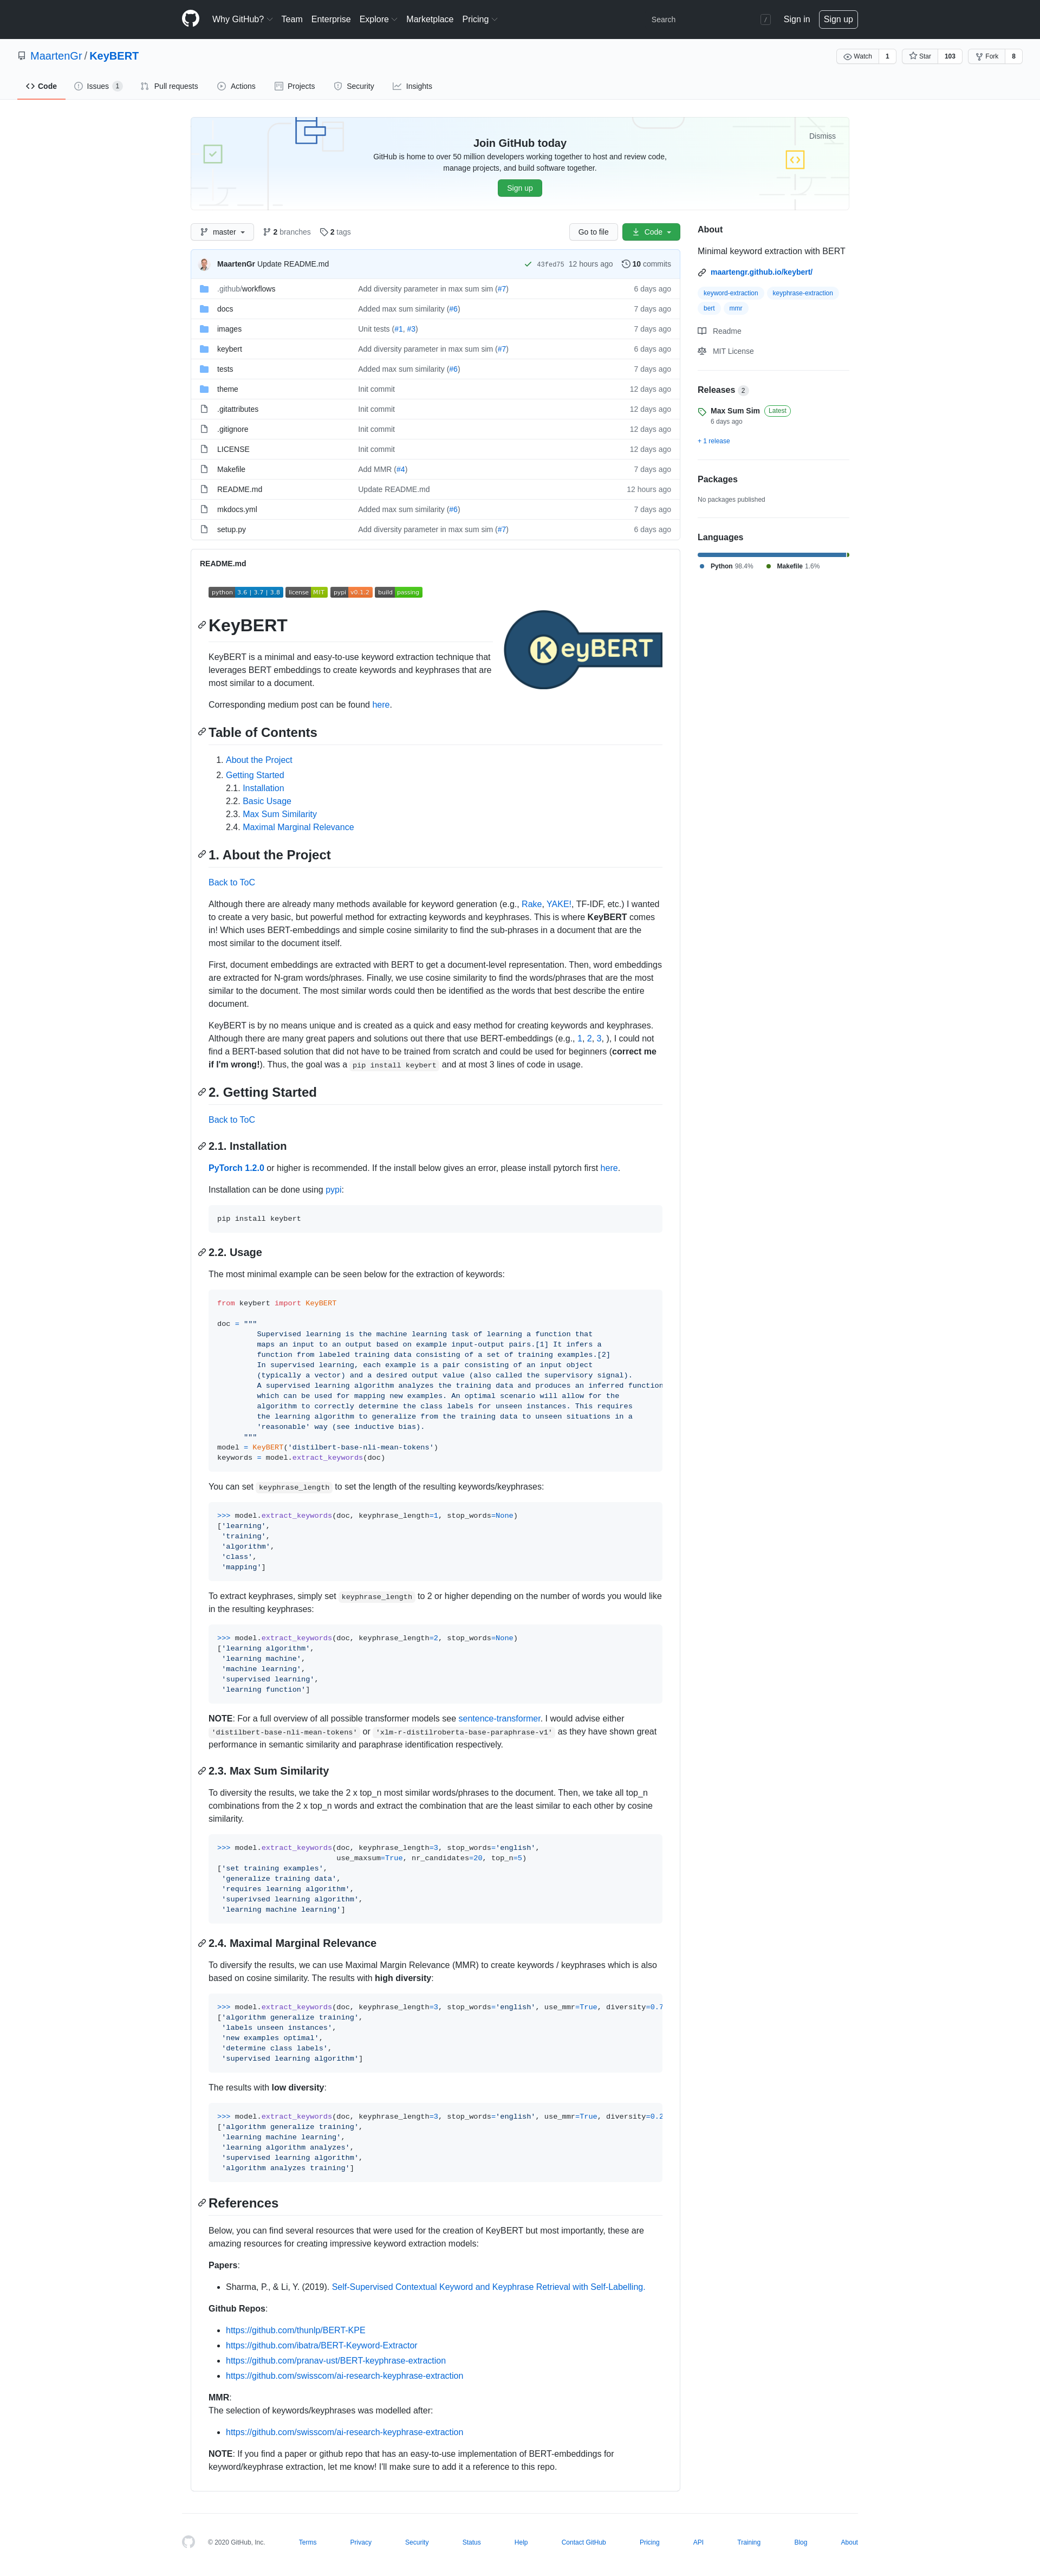 Why GitHub? Team Enterprise Explore Marketplace Pricing Search / Sign in Sign up
MaartenGr / KeyBERT
Watch 1 Star 103 Fork 8
Code Issues 1 Pull requests Actions Projects Security Insights
Dismiss
Join GitHub today
GitHub is home to over 50 million developers working together to host and review code,
manage projects, and build software together.
Sign up
master 2 branches 2 tags Go to file Code
MaartenGr Update README.md 43fed75 12 hours ago 10 commits
.github/workflows Add diversity parameter in max sum sim (#7) 6 days ago
docs Added max sum similarity (#6) 7 days ago
images Unit tests (#1, #3) 7 days ago
keybert Add diversity parameter in max sum sim (#7) 6 days ago
tests Added max sum similarity (#6) 7 days ago
theme Init commit 12 days ago
.gitattributes Init commit 12 days ago
.gitignore Init commit 12 days ago
LICENSE Init commit 12 days ago
Makefile Add MMR (#4) 7 days ago
README.md Update README.md 12 hours ago
mkdocs.yml Added max sum similarity (#6) 7 days ago
setup.py Add diversity parameter in max sum sim (#7) 6 days ago
About
Minimal keyword extraction with BERT
maartengr.github.io/keybert/
keyword-extraction keyphrase-extraction
bert mmr
Readme
MIT License
Releases 2
Max Sum Sim Latest
6 days ago
+ 1 release
Packages
No packages published
Languages
Python 98.4% Makefile 1.6%
README.md
python 3.6 | 3.7 | 3.8 license MIT pypi v0.1.2 build passing
KeyBERT
KeyBERT
KeyBERT is a minimal and easy-to-use keyword extraction technique that
leverages BERT embeddings to create keywords and keyphrases that are
most similar to a document.
Corresponding medium post can be found here.
Table of Contents
1. About the Project
2. Getting Started
2.1. Installation
2.2. Basic Usage
2.3. Max Sum Similarity
2.4. Maximal Marginal Relevance
1. About the Project
Back to ToC
Although there are already many methods available for keyword generation (e.g., Rake, YAKE!, TF-IDF, etc.) I wanted
to create a very basic, but powerful method for extracting keywords and keyphrases. This is where KeyBERT comes
in! Which uses BERT-embeddings and simple cosine similarity to find the sub-phrases in a document that are the
most similar to the document itself.
First, document embeddings are extracted with BERT to get a document-level representation. Then, word embeddings
are extracted for N-gram words/phrases. Finally, we use cosine similarity to find the words/phrases that are the most
similar to the document. The most similar words could then be identified as the words that best describe the entire
document.
KeyBERT is by no means unique and is created as a quick and easy method for creating keywords and keyphrases.
Although there are many great papers and solutions out there that use BERT-embeddings (e.g., 1, 2, 3, ), I could not
find a BERT-based solution that did not have to be trained from scratch and could be used for beginners (correct me
if I'm wrong!). Thus, the goal was a pip install keybert and at most 3 lines of code in usage.
2. Getting Started
Back to ToC
2.1. Installation
PyTorch 1.2.0 or higher is recommended. If the install below gives an error, please install pytorch first here.
Installation can be done using pypi:
pip install keybert
2.2. Usage
The most minimal example can be seen below for the extraction of keywords:
from keybert import KeyBERT
doc = """
Supervised learning is the machine learning task of learning a function that
maps an input to an output based on example input-output pairs.[1] It infers a
function from labeled training data consisting of a set of training examples.[2]
In supervised learning, each example is a pair consisting of an input object
(typically a vector) and a desired output value (also called the supervisory signal).
A supervised learning algorithm analyzes the training data and produces an inferred function
which can be used for mapping new examples. An optimal scenario will allow for the
algorithm to correctly determine the class labels for unseen instances. This requires
the learning algorithm to generalize from the training data to unseen situations in a
'reasonable' way (see inductive bias).
"""
model = KeyBERT('distilbert-base-nli-mean-tokens')
keywords = model.extract_keywords(doc)
You can set keyphrase_length to set the length of the resulting keywords/keyphrases:
>>> model.extract_keywords(doc, keyphrase_length=1, stop_words=None)
['learning',
'training',
'algorithm',
'class',
'mapping']
To extract keyphrases, simply set keyphrase_length to 2 or higher depending on the number of words you would like
in the resulting keyphrases:
>>> model.extract_keywords(doc, keyphrase_length=2, stop_words=None)
['learning algorithm',
'learning machine',
'machine learning',
'supervised learning',
'learning function']
NOTE: For a full overview of all possible transformer models see sentence-transformer. I would advise either
'distilbert-base-nli-mean-tokens' or 'xlm-r-distilroberta-base-paraphrase-v1' as they have shown great
performance in semantic similarity and paraphrase identification respectively.
2.3. Max Sum Similarity
To diversity the results, we take the 2 x top_n most similar words/phrases to the document. Then, we take all top_n
combinations from the 2 x top_n words and extract the combination that are the least similar to each other by cosine
similarity.
>>> model.extract_keywords(doc, keyphrase_length=3, stop_words='english',
use_maxsum=True, nr_candidates=20, top_n=5)
['set training examples',
'generalize training data',
'requires learning algorithm',
'superivsed learning algorithm',
'learning machine learning']
2.4. Maximal Marginal Relevance
To diversify the results, we can use Maximal Margin Relevance (MMR) to create keywords / keyphrases which is also
based on cosine similarity. The results with high diversity:
>>> model.extract_keywords(doc, keyphrase_length=3, stop_words='english', use_mmr=True, diversity=0.7
['algorithm generalize training',
'labels unseen instances',
'new examples optimal',
'determine class labels',
'supervised learning algorithm']
The results with low diversity:
>>> model.extract_keywords(doc, keyphrase_length=3, stop_words='english', use_mmr=True, diversity=0.2
['algorithm generalize training',
'learning machine learning',
'learning algorithm analyzes',
'supervised learning algorithm',
'algorithm analyzes training']
References
Below, you can find several resources that were used for the creation of KeyBERT but most importantly, these are
amazing resources for creating impressive keyword extraction models:
Papers:
Sharma, P., & Li, Y. (2019). Self-Supervised Contextual Keyword and Keyphrase Retrieval with Self-Labelling.
Github Repos:
https://github.com/thunlp/BERT-KPE
https://github.com/ibatra/BERT-Keyword-Extractor
https://github.com/pranav-ust/BERT-keyphrase-extraction
https://github.com/swisscom/ai-research-keyphrase-extraction
MMR:
The selection of keywords/keyphrases was modelled after:
https://github.com/swisscom/ai-research-keyphrase-extraction
NOTE: If you find a paper or github repo that has an easy-to-use implementation of BERT-embeddings for
keyword/keyphrase extraction, let me know! I'll make sure to add it a reference to this repo.
© 2020 GitHub, Inc. Terms Privacy Security Status Help Contact GitHub Pricing API Training Blog About